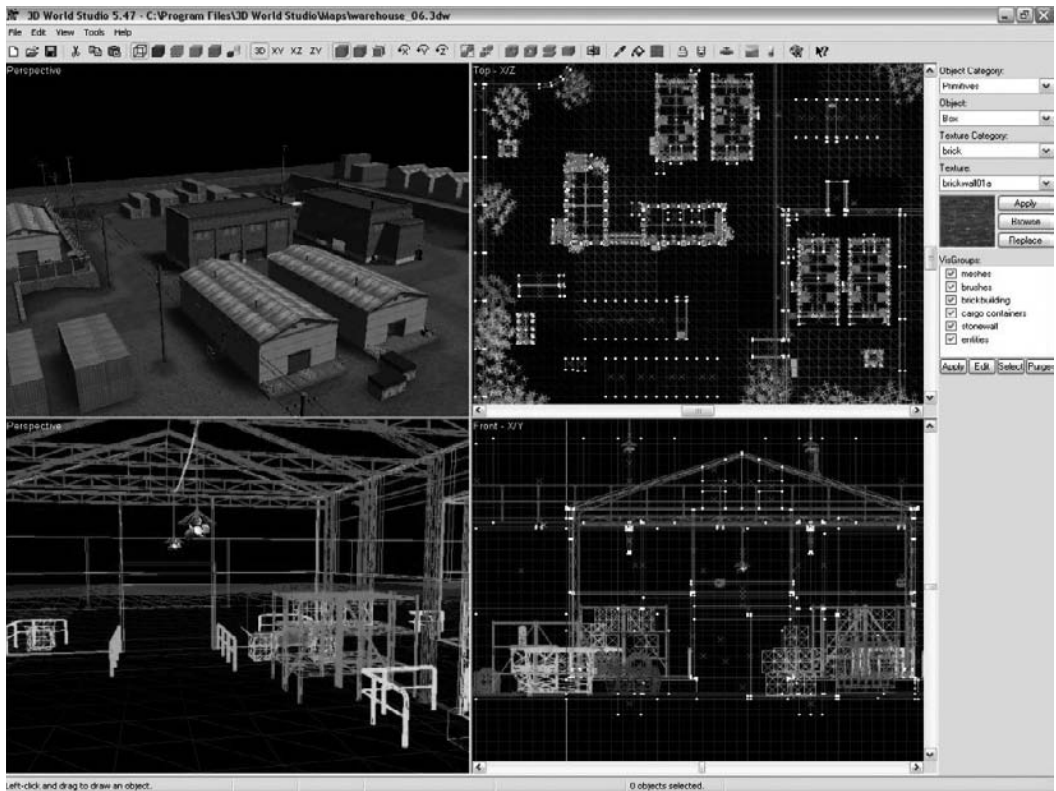 3D World Studio 5.47 - C:\Program Files\3D World Studio\Maps\warehouse_06.3dw
File Edit View Tools Help
3D XY XZ ZY
Perspective
Top - X/Z
Object Category:
Primitives
Object:
Box
Texture Category:
brick
Texture:
brickwall01a
Apply
Browse
Replace
VisGroups:
meshes
brushes
brickbuilding
cargo containers
stonewall
entities
Apply Edit Select Purge
Perspective
Front - X/Y
Left-click and drag to draw an object.
0 objects selected.